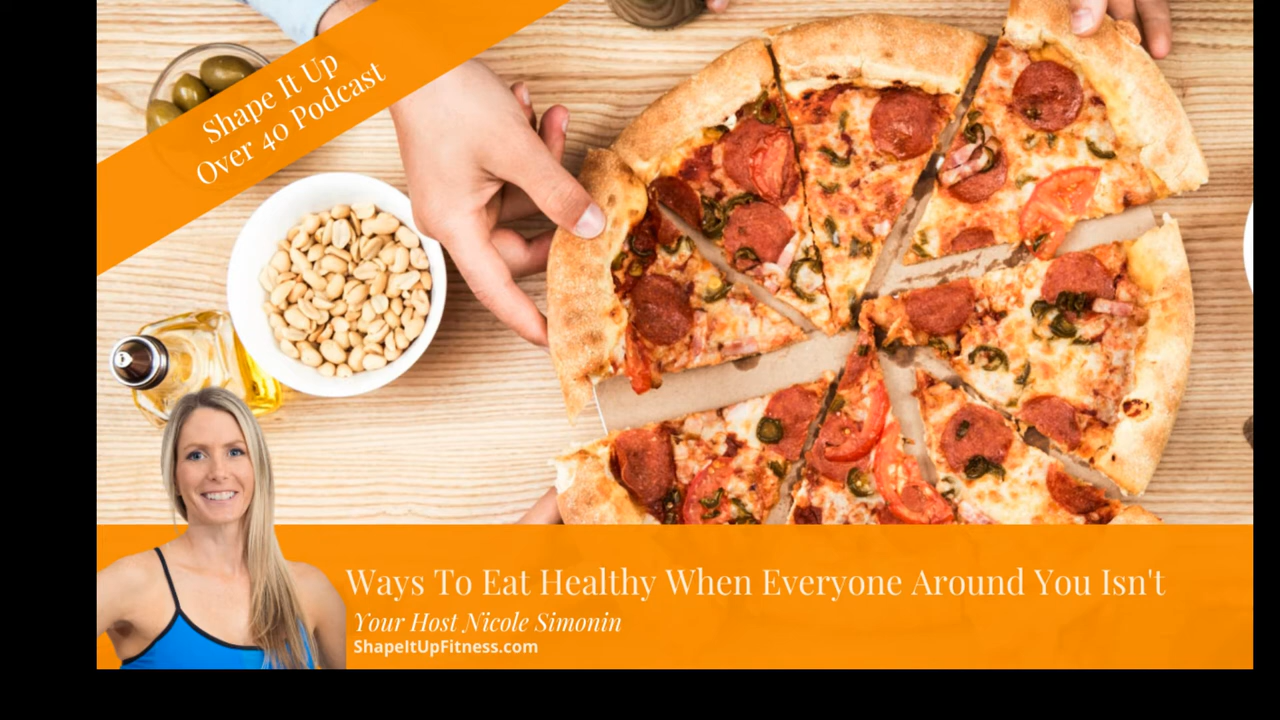 Shape It Up
Over 40 Podcast
Ways To Eat Healthy When Everyone Around You Isn't
Your Host Nicole Simonin
ShapeItUpFitness.com